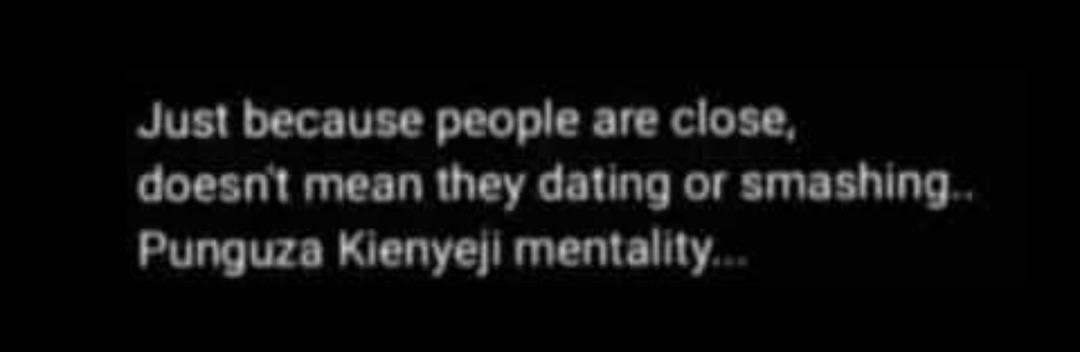 Just because people are close,
doesn't mean they dating or smashing..
Punguza Kienyeji mentality...